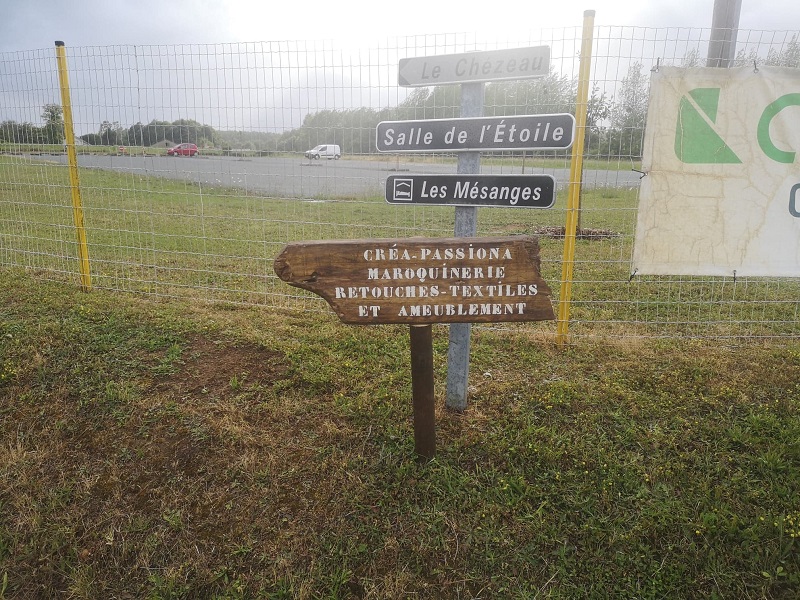 Le Chézeau
Salle de l'Étoile
Les Mésanges
CRÉA-PASSIONA
MAROQUINERIE
RETOUCHES-TEXTILES
ET AMEUBLEMENT